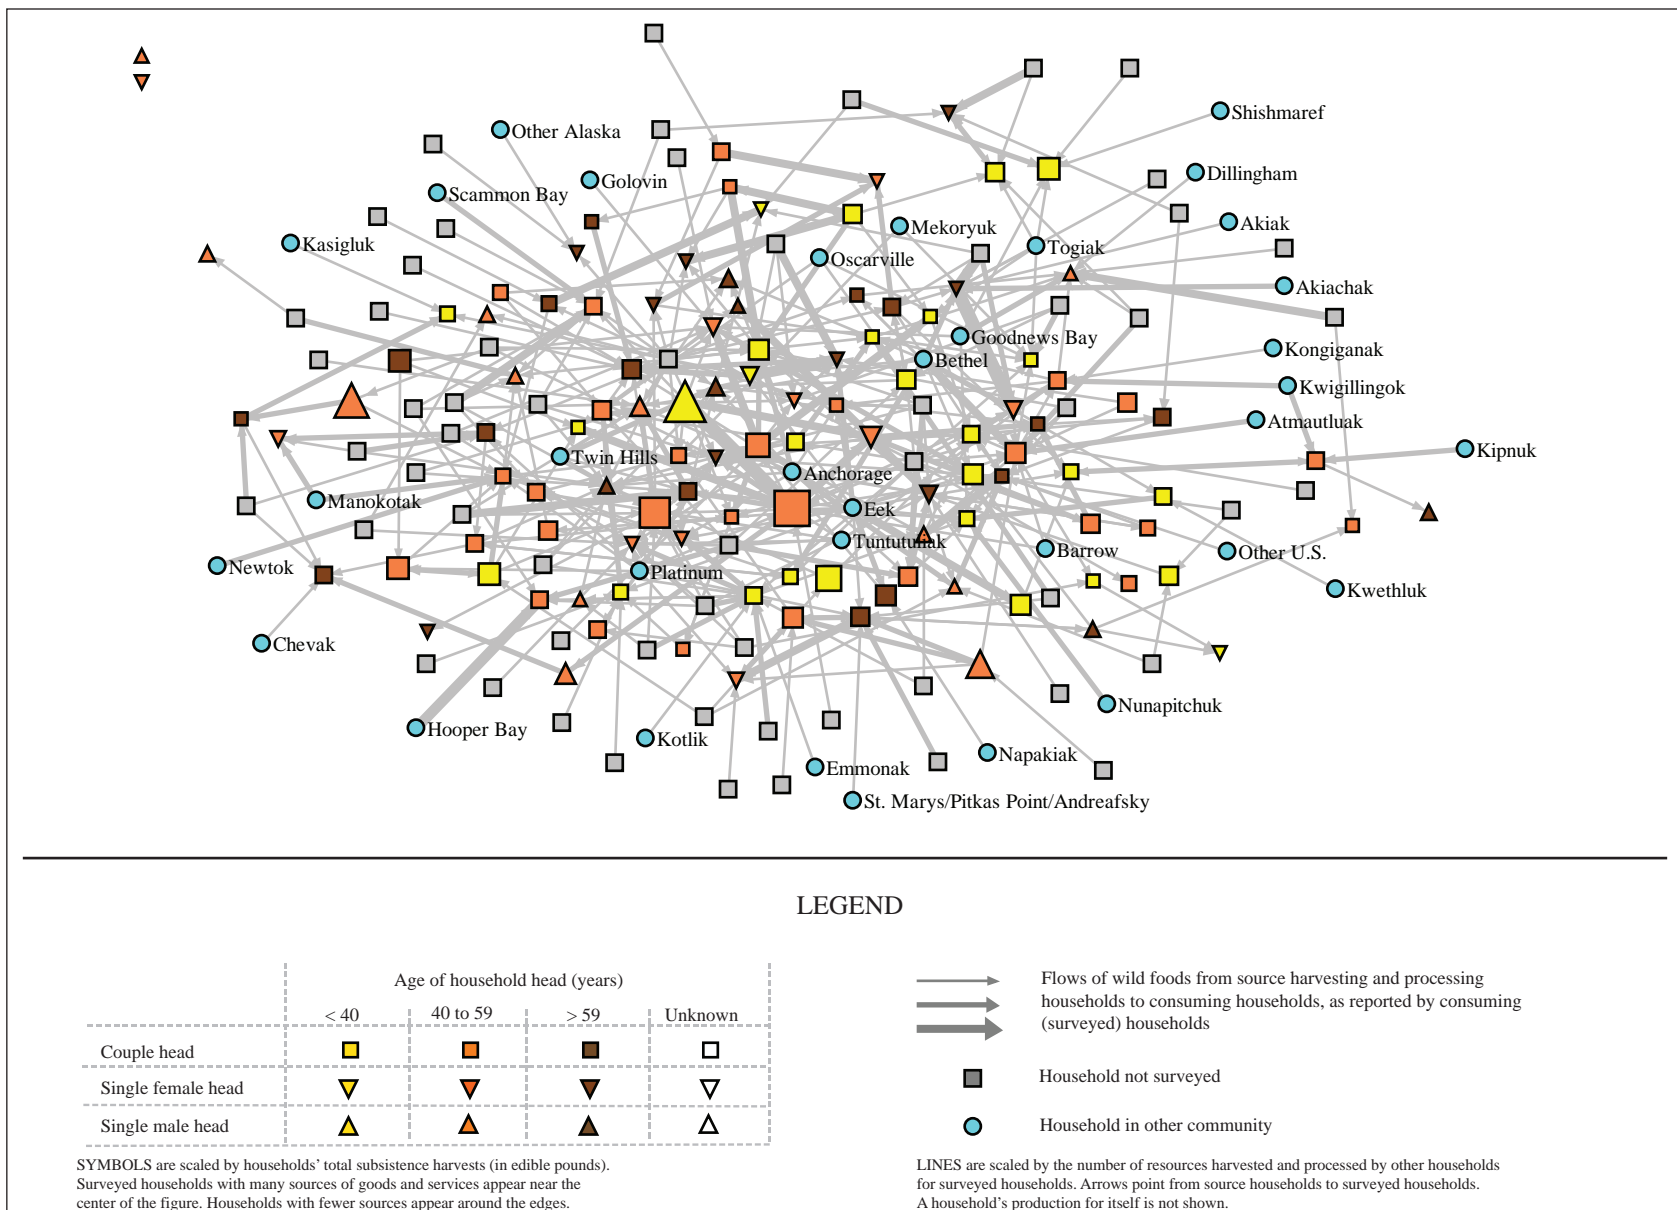 Shishmaref
Other Alaska
Dillingham
Golovin
Scammon Bay
Akiak
Mekoryuk
Kasigluk
Togiak
Oscarville
Akiachak
Goodnews Bay
Kongiganak
Bethel
Kwigillingok
Atmautluak
Kipnuk
Twin Hills
Anchorage
Manokotak
Eek
Tuntutuliak
Barrow
Other U.S.
Newtok
Platinum
Kwethluk
Chevak
Nunapitchuk
Hooper Bay
Kotlik
Napakiak
Emmonak
St. Marys/Pitkas Point/Andreafsky
LEGEND
Age of household head (years)
< 40 40 to 59 > 59 Unknown
Couple head
Single female head
Single male head
SYMBOLS are scaled by households' total subsistence harvests (in edible pounds).
Surveyed households with many sources of goods and services appear near the
center of the figure. Households with fewer sources appear around the edges.
Flows of wild foods from source harvesting and processing
households to consuming households, as reported by consuming
(surveyed) households
Household not surveyed
Household in other community
LINES are scaled by the number of resources harvested and processed by other households
for surveyed households. Arrows point from source households to surveyed households.
A household's production for itself is not shown.